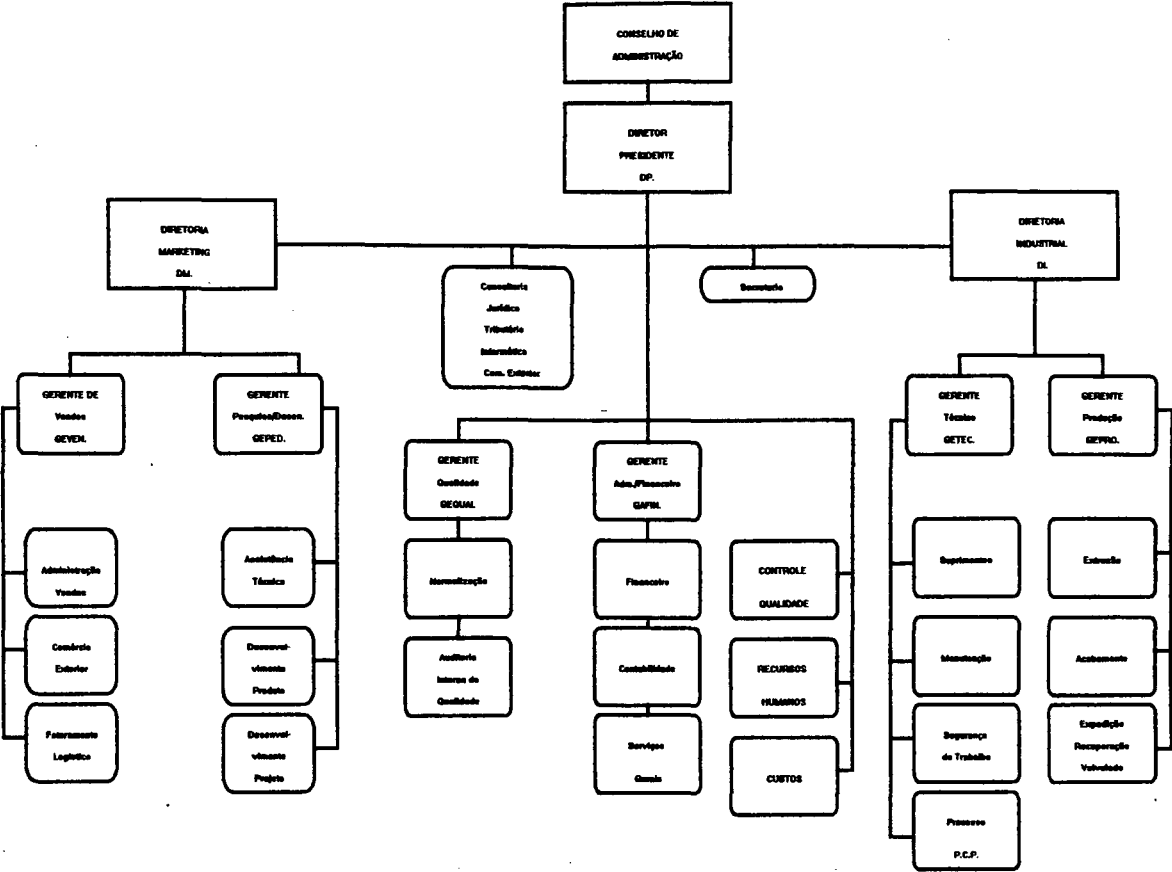 CONSELHO DE
ADMINISTRAÇÃO
DIRETOR
PRESIDENTE
DP.
DIRETORIA
MARKETING
DM.
DIRETORIA
INDUSTRIAL
DI.
Consultoria
Jurídica
Tributário
Informática
Com. Exterior
Secretaria
GERENTE DE
Vendas
GEVEN.
GERENTE
Pesquisa/Desen.
GEPED.
GERENTE
Qualidade
GEQUAL
GERENTE
Adm./Financeiro
GAFIN.
GERENTE
Técnico
GETEC.
GERENTE
Produção
GEPRO.
Administração
Vendas
Comércio
Exterior
Faturamento
Logística
Assistência
Técnica
Desenvol-
vimento
Produto
Desenvol-
vimento
Projeto
Normalização
Auditoria
Interna de
Qualidade
Financeiro
Contabilidade
Serviços
Gerais
CONTROLE
QUALIDADE
RECURSOS
HUMANOS
CUSTOS
Suprimentos
Manutenção
Segurança
do Trabalho
Processo
P.C.P.
Extrusão
Acabamento
Expedição
Recuperação
Valvulado